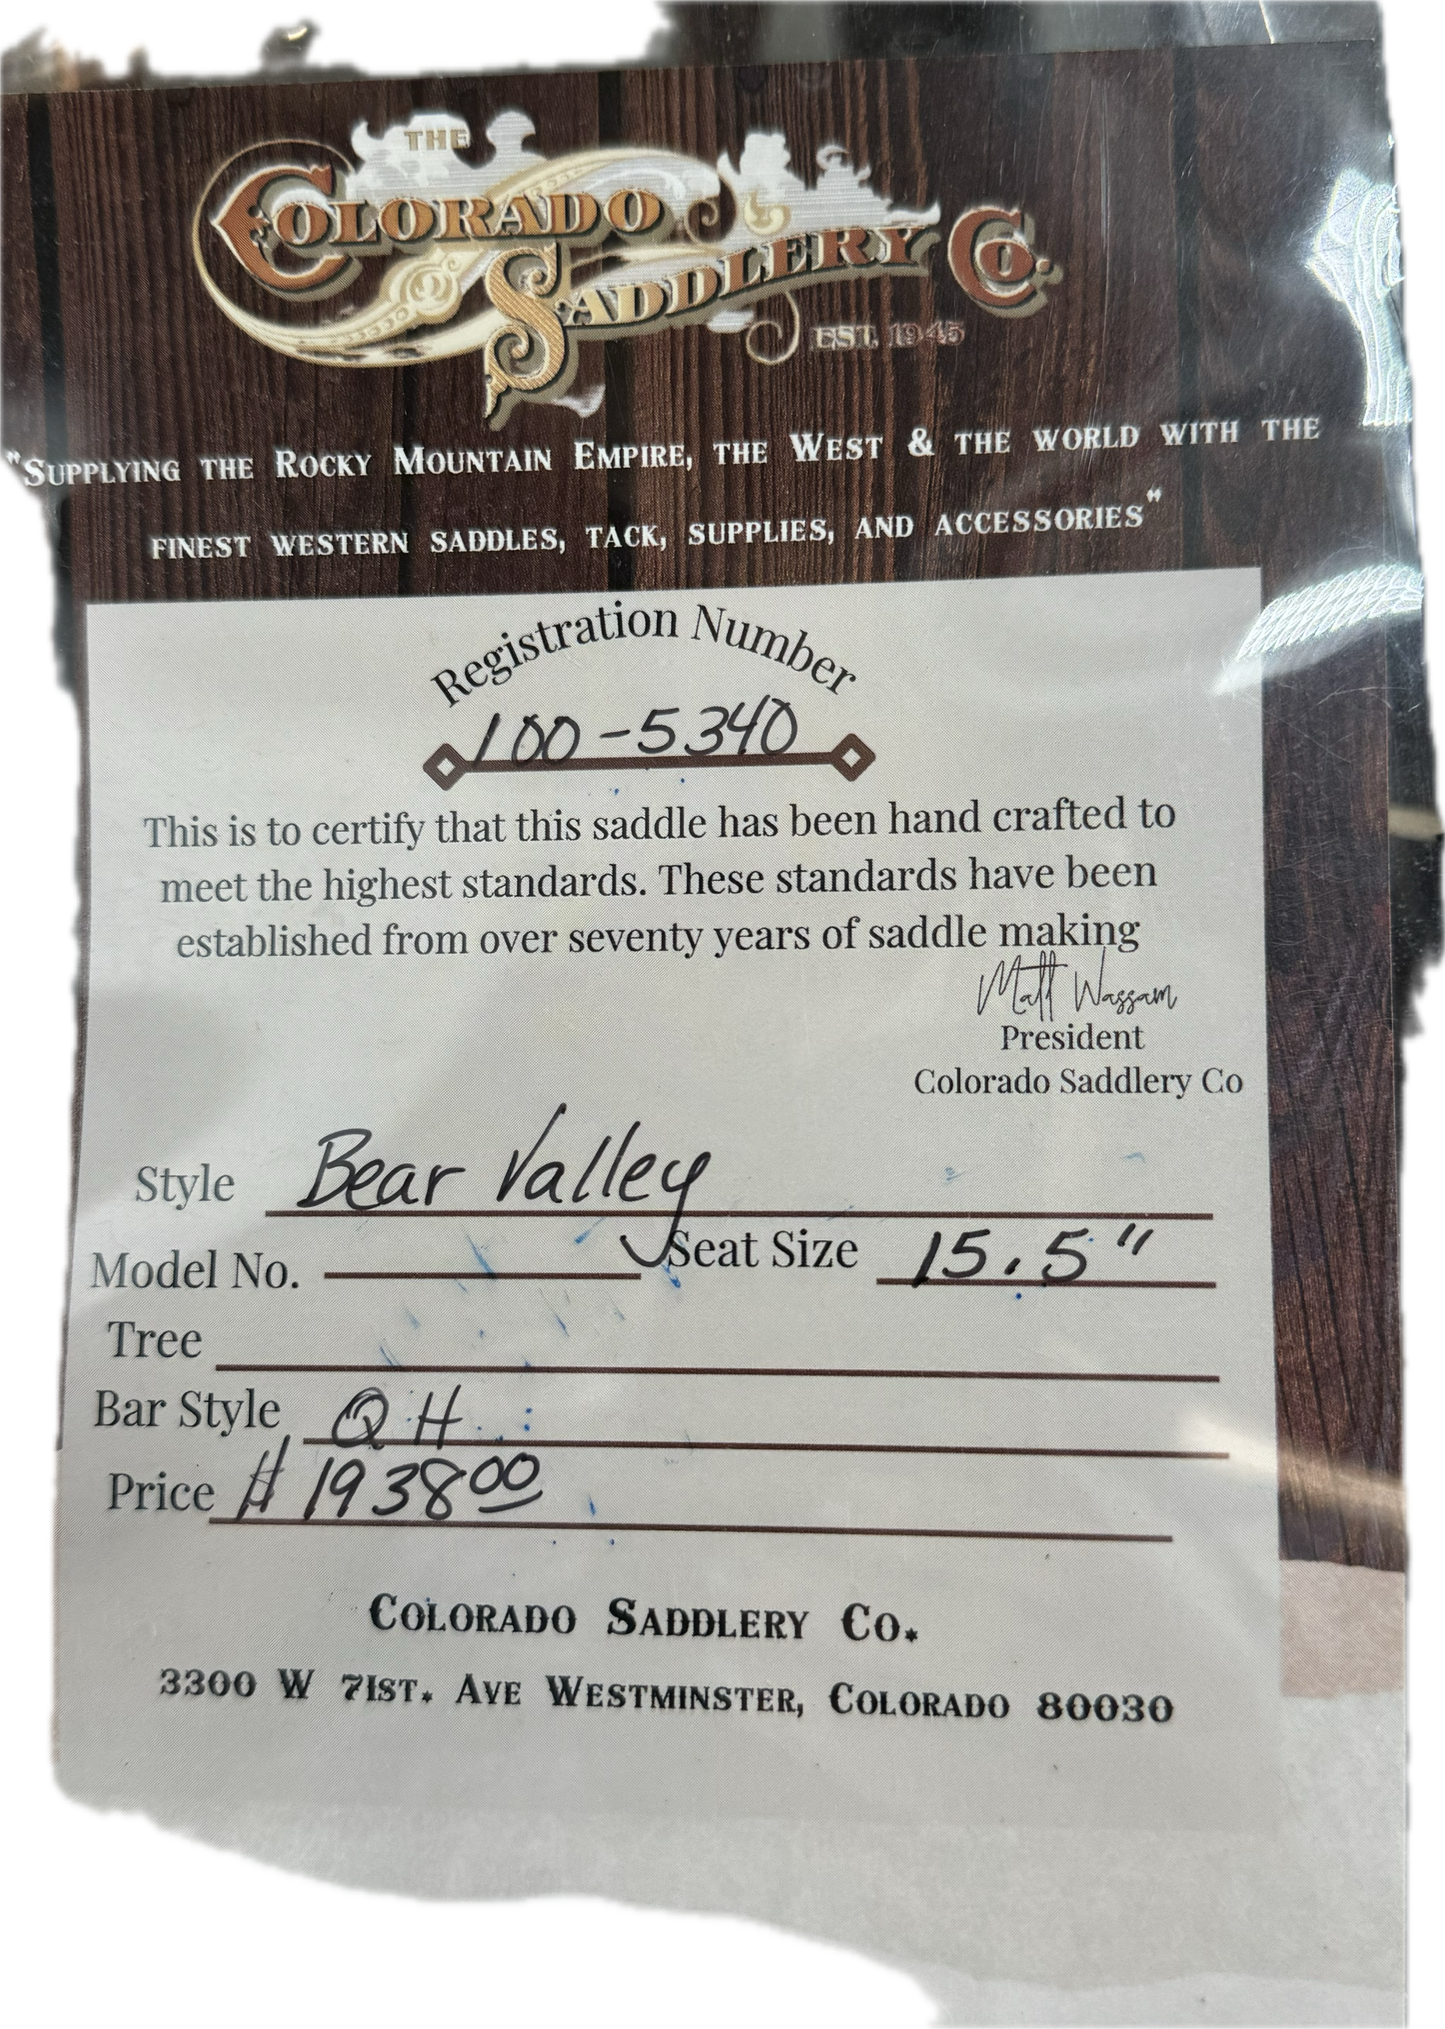 THE
COLORADO
SADDLERY CO.
EST. 1945
"SUPPLYING THE ROCKY MOUNTAIN EMPIRE, THE WEST & THE WORLD WITH THE
FINEST WESTERN SADDLES, TACK, SUPPLIES, AND ACCESSORIES"
Registration Number
100-5340
This is to certify that this saddle has been hand crafted to
meet the highest standards. These standards have been
established from over seventy years of saddle making
Matt Wassam
President
Colorado Saddlery Co
Style Bear Valley
Model No. Seat Size 15.5"
Tree
Bar Style QH
Price $1938.00
COLORADO SADDLERY CO.
3300 W 71ST. AVE WESTMINSTER, COLORADO 80030